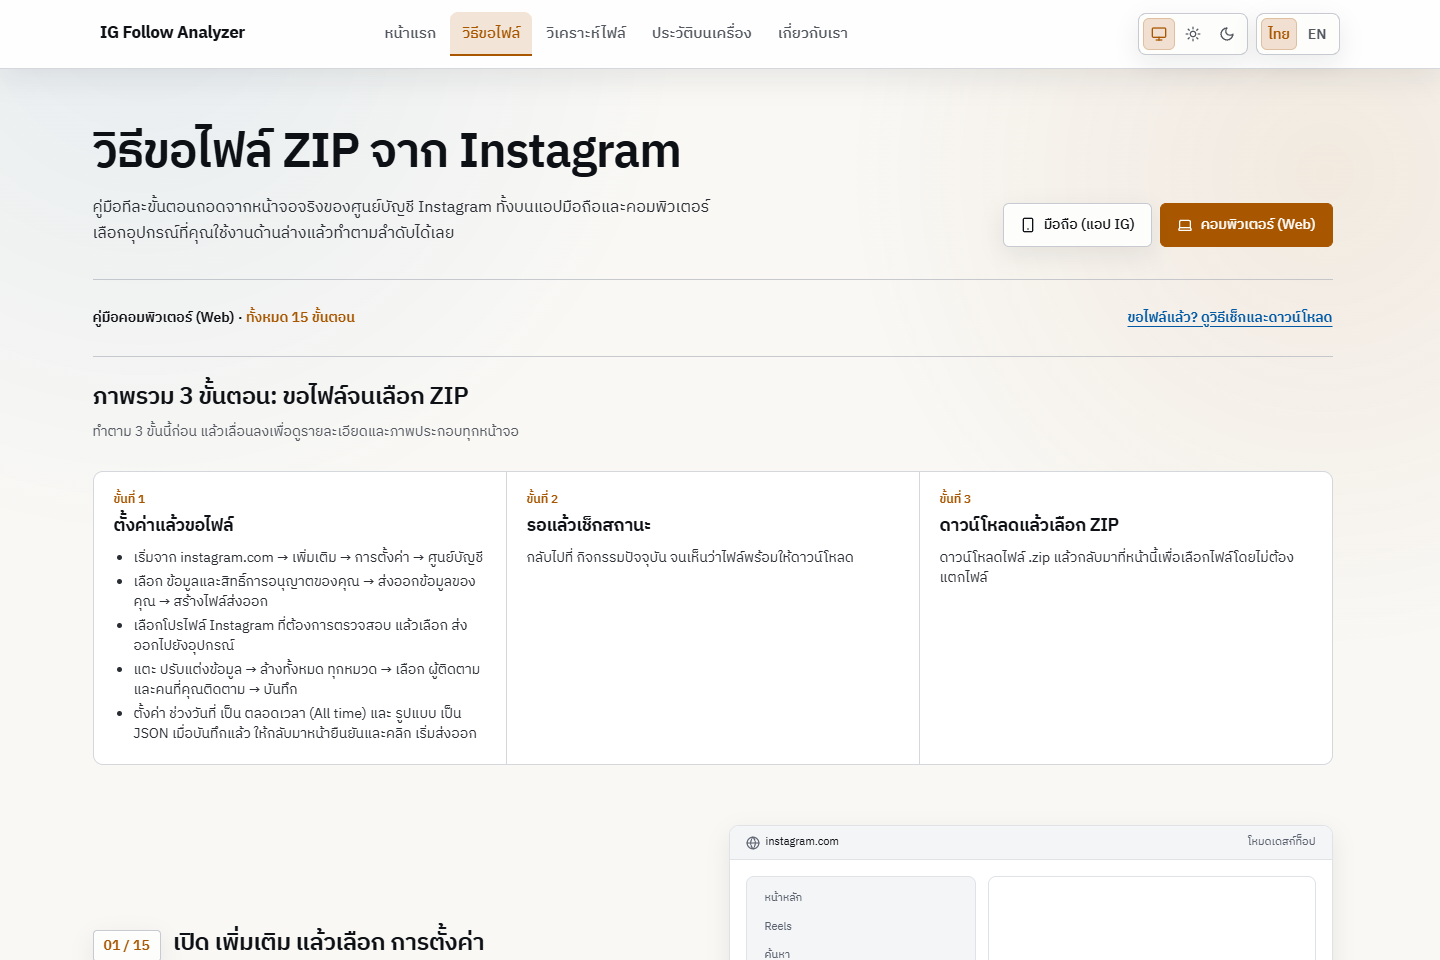 IG Follow Analyzer
หน้าแรก
วิธีขอไฟล์
วิเคราะห์ไฟล์
ประวัติบนเครื่อง
เกี่ยวกับเรา
ไทย
EN
วิธีขอไฟล์ ZIP จาก Instagram
คู่มือทีละขั้นตอนถอดจากหน้าจอจริงของศูนย์บัญชี Instagram ทั้งบนแอปมือถือและคอมพิวเตอร์
เลือกอุปกรณ์ที่คุณใช้งานด้านล่างแล้วทำตามลำดับได้เลย
มือถือ (แอป IG)
คอมพิวเตอร์ (Web)
คู่มือคอมพิวเตอร์ (Web) · ทั้งหมด 15 ขั้นตอน
ขอไฟล์แล้ว? ดูวิธีเช็กและดาวน์โหลด
ภาพรวม 3 ขั้นตอน: ขอไฟล์จนเลือก ZIP
ทำตาม 3 ขั้นนี้ก่อน แล้วเลื่อนลงเพื่อดูรายละเอียดและภาพประกอบทุกหน้าจอ
ขั้นที่ 1
ตั้งค่าแล้วขอไฟล์
• เริ่มจาก instagram.com → เพิ่มเติม → การตั้งค่า → ศูนย์บัญชี
• เลือก ข้อมูลและสิทธิ์การอนุญาตของคุณ → ส่งออกข้อมูลของ
คุณ → สร้างไฟล์ส่งออก
• เลือกโปรไฟล์ Instagram ที่ต้องการตรวจสอบ แล้วเลือก ส่ง
ออกไปยังอุปกรณ์
• แตะ ปรับแต่งข้อมูล → ล้างทั้งหมด ทุกหมวด → เลือก ผู้ติดตาม
และคนที่คุณติดตาม → บันทึก
• ตั้งค่า ช่วงวันที่ เป็น ตลอดเวลา (All time) และ รูปแบบ เป็น
JSON เมื่อบันทึกแล้ว ให้กลับมาหน้ายืนยันและคลิก เริ่มส่งออก
ขั้นที่ 2
รอแล้วเช็กสถานะ
กลับไปที่ กิจกรรมปัจจุบัน จนเห็นว่าไฟล์พร้อมให้ดาวน์โหลด
ขั้นที่ 3
ดาวน์โหลดแล้วเลือก ZIP
ดาวน์โหลดไฟล์ .zip แล้วกลับมาที่หน้านี้เพื่อเลือกไฟล์โดยไม่ต้อง
แตกไฟล์
01 / 15
เปิด เพิ่มเติม แล้วเลือก การตั้งค่า
instagram.com
โหมดเดสก์ท็อป
หน้าหลัก
Reels
ค้นหา